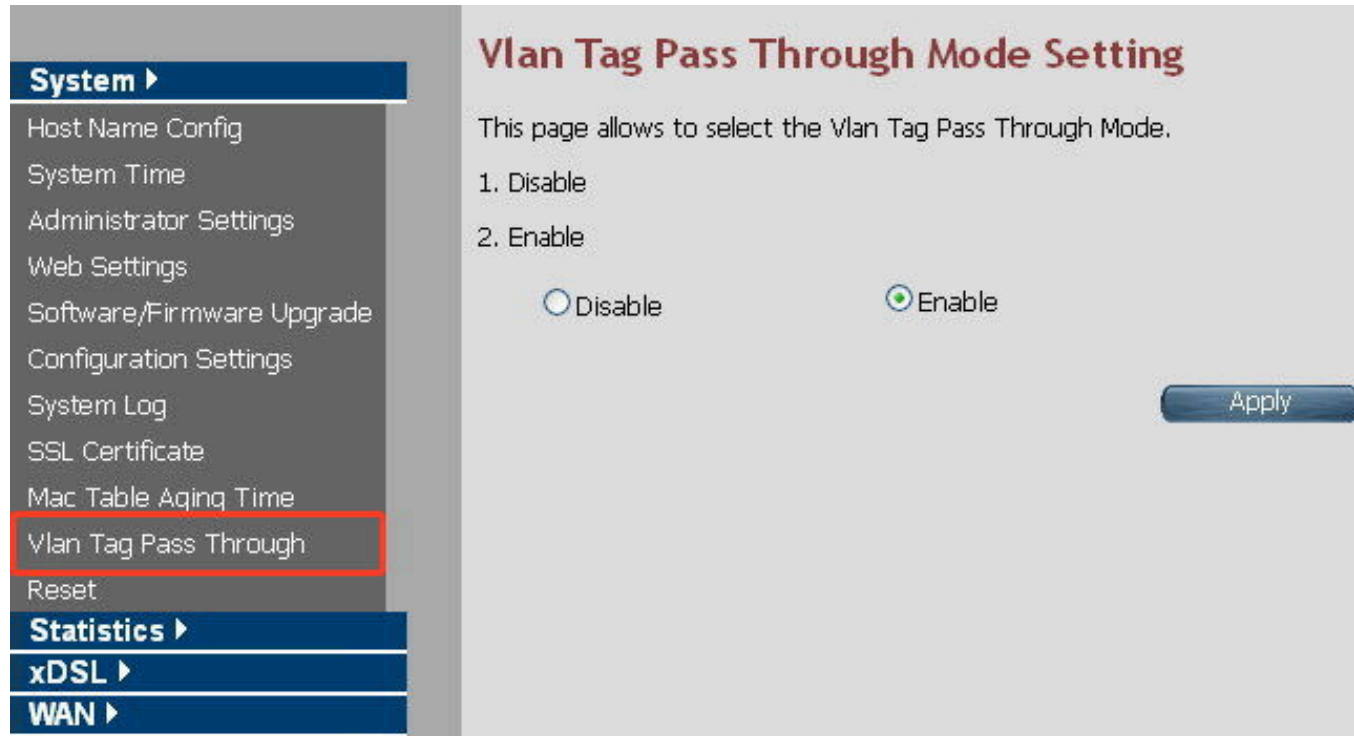 System
Host Name Config
System Time
Administrator Settings
Web Settings
Software/Firmware Upgrade
Configuration Settings
System Log
SSL Certificate
Mac Table Aging Time
Vlan Tag Pass Through
Reset
Statistics
xDSL
WAN
Vlan Tag Pass Through Mode Setting
This page allows to select the Vlan Tag Pass Through Mode.
1. Disable
2. Enable
Disable Enable
Apply